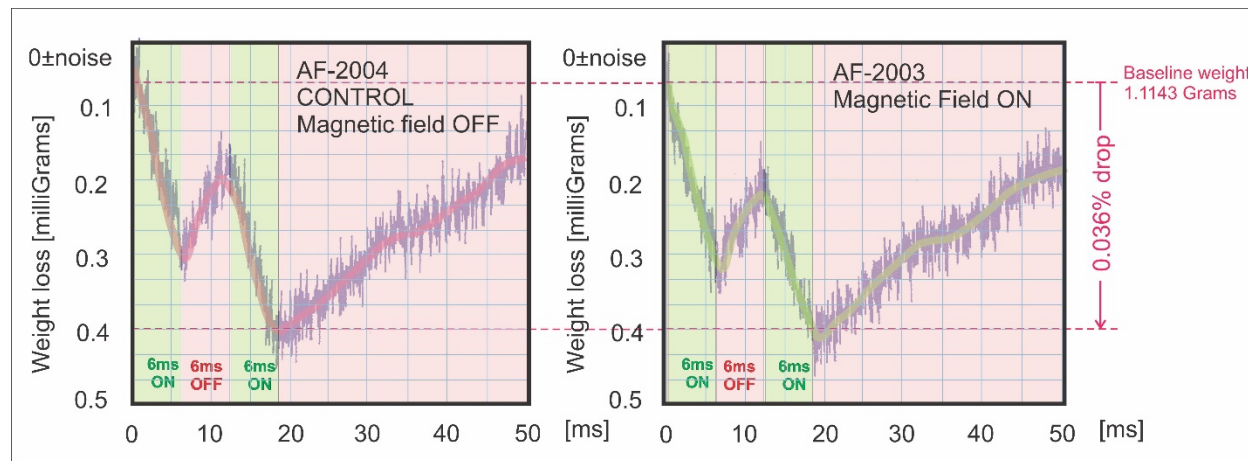 0±noise
0.1
0.2
0.3
0.4
0.5
Weight loss [milliGrams]
AF-2004
CONTROL
Magnetic field OFF
6ms
ON
6ms
OFF
6ms
ON
0 10 20 30 40 50 [ms]
0±noise
0.1
0.2
0.3
0.4
0.5
Weight loss [milliGrams]
AF-2003
Magnetic Field ON
6ms
ON
6ms
OFF
6ms
ON
0 10 20 30 40 50 [ms]
Baseline weight
1.1143 Grams
0.036% drop